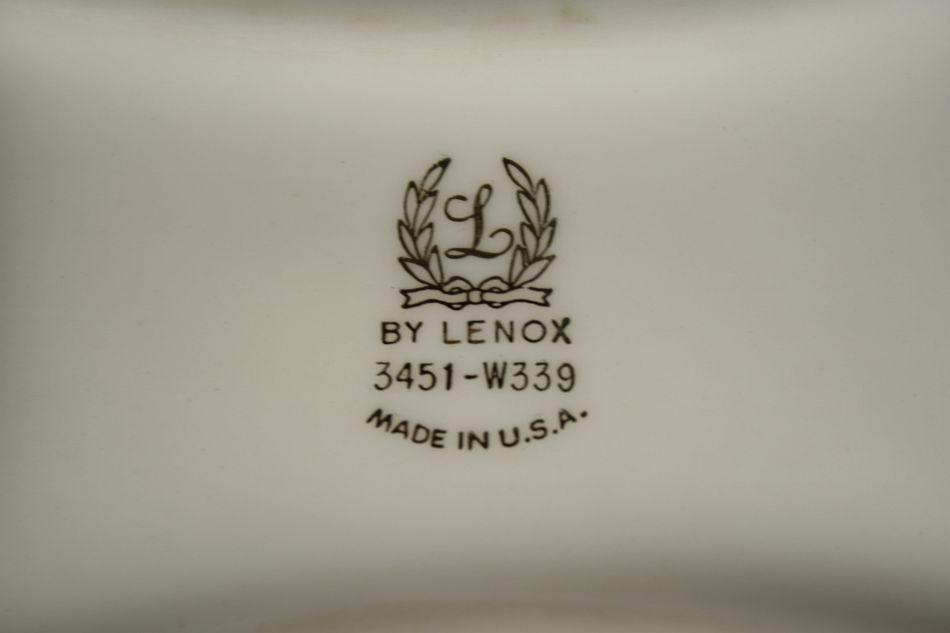 L
BY LENOX
3451-W339
MADE IN U.S.A.